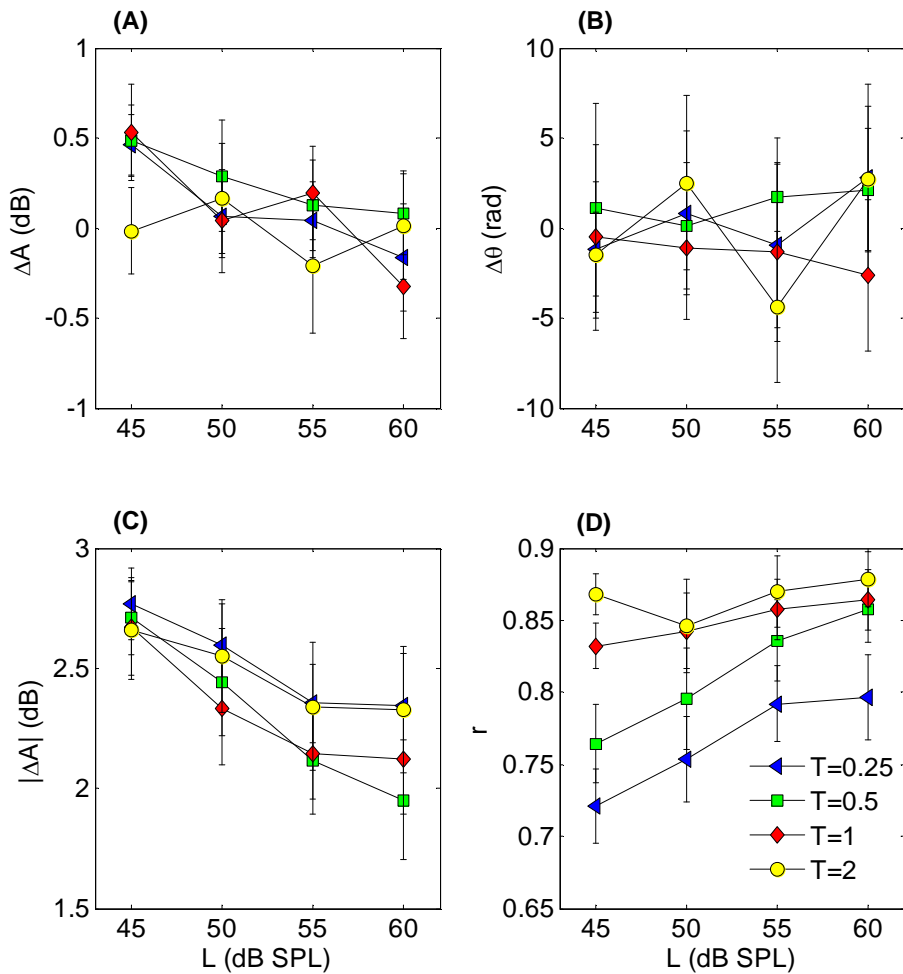 (A)
1
0.5
0
-0.5
-1
ΔA (dB)
45 50 55 60
(B)
10
5
0
-5
-10
Δθ (rad)
45 50 55 60
(C)
3
2.5
2
1.5
|ΔA| (dB)
45 50 55 60
L (dB SPL)
(D)
0.9
0.85
0.8
0.75
0.7
0.65
r
T=0.25
T=0.5
T=1
T=2
45 50 55 60
L (dB SPL)